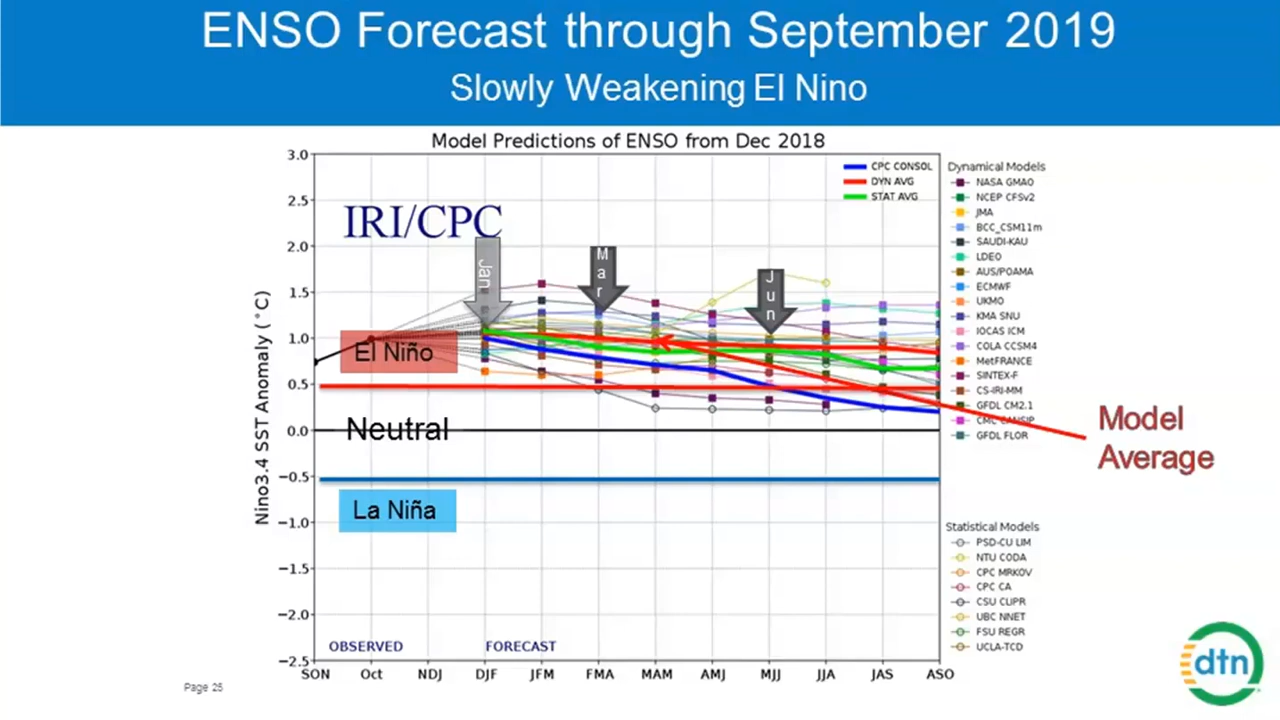 ENSO Forecast through September 2019
Slowly Weakening El Nino
Model Predictions of ENSO from Dec 2018
Nino3.4 SST Anomaly (°C)
3.0
2.5
2.0
1.5
1.0
0.5
0.0
−0.5
−1.0
−1.5
−2.0
−2.5
IRI/CPC
Jan
Mar
Jun
El Niño
Neutral
La Niña
CPC CONSOL
DYN AVG
STAT AVG
OBSERVED
FORECAST
SON Oct NDJ DJF JFM FMA MAM AMJ MJJ JJA JAS ASO
Dynamical Models
NASA GMAO
NCEP CFSv2
JMA
BCC_CSM11m
SAUDI-KAU
LDEO
AUS/POAMA
ECMWF
UKMO
KMA SNU
IOCAS ICM
COLA CCSM4
MetFRANCE
SINTEX-F
CS-IRI-MM
GFDL CM2.1
CMC CANSIP
GFDL FLOR
Model
Average
Statistical Models
PSD-CU LIM
NTU CODA
CPC MRKOV
CPC CA
CSU CLIPR
UBC NNET
FSU REGR
UCLA-TCD
Page 25
dtn